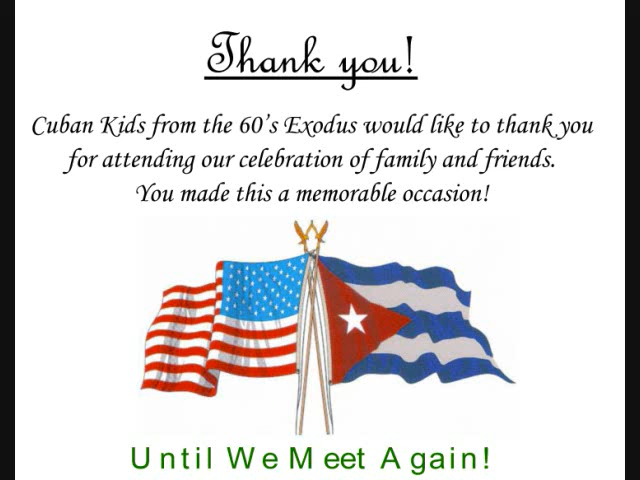 Thank you!
Cuban Kids from the 60's Exodus would like to thank you
for attending our celebration of family and friends.
You made this a memorable occasion!
Until We Meet Again!